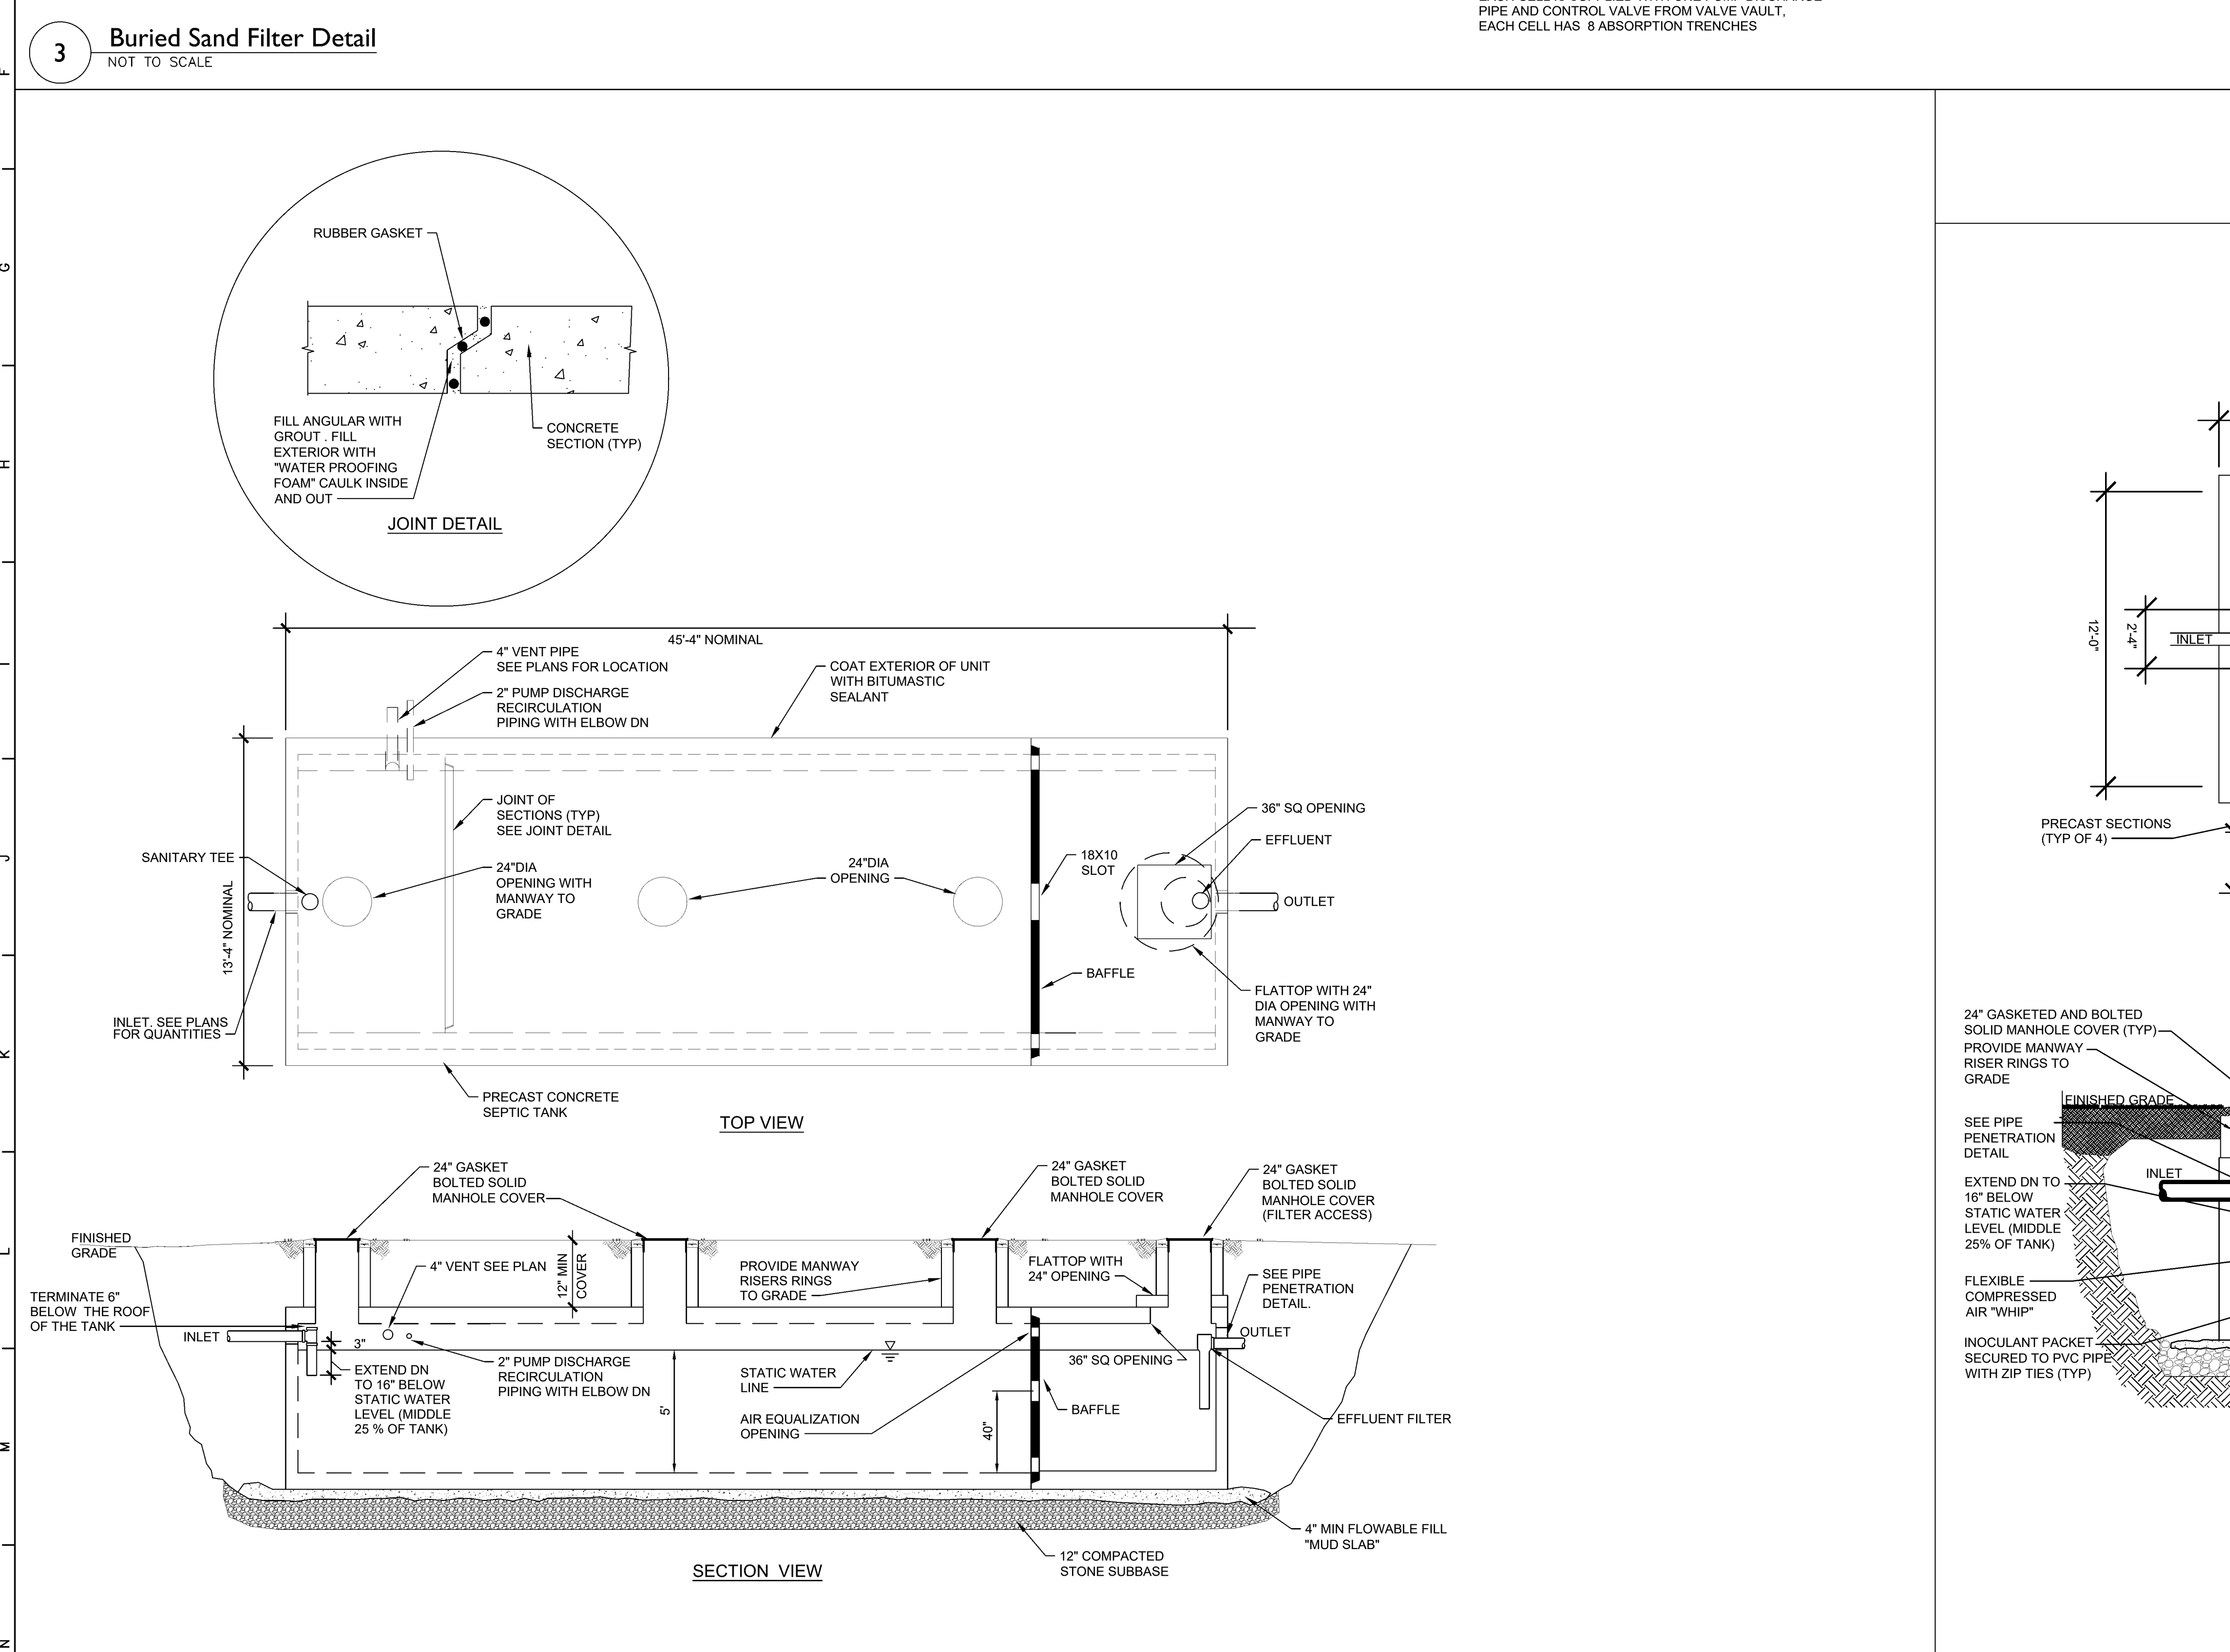 PIPE AND CONTROL VALVE FROM VALVE VAULT,
EACH CELL HAS 8 ABSORPTION TRENCHES
3
Buried Sand Filter Detail
NOT TO SCALE
F
G
H
I
J
K
L
M
N
RUBBER GASKET
FILL ANGULAR WITH
GROUT . FILL
EXTERIOR WITH
"WATER PROOFING
FOAM" CAULK INSIDE
AND OUT
CONCRETE
SECTION (TYP)
JOINT DETAIL
45'-4" NOMINAL
4" VENT PIPE
SEE PLANS FOR LOCATION
2" PUMP DISCHARGE
RECIRCULATION
PIPING WITH ELBOW DN
COAT EXTERIOR OF UNIT
WITH BITUMASTIC
SEALANT
JOINT OF
SECTIONS (TYP)
SEE JOINT DETAIL
SANITARY TEE
24"DIA
OPENING WITH
MANWAY TO
GRADE
24"DIA
OPENING
18X10
SLOT
36" SQ OPENING
EFFLUENT
OUTLET
13'-4" NOMINAL
BAFFLE
FLATTOP WITH 24"
DIA OPENING WITH
MANWAY TO
GRADE
INLET. SEE PLANS
FOR QUANTITIES
PRECAST CONCRETE
SEPTIC TANK
TOP VIEW
24" GASKET
BOLTED SOLID
MANHOLE COVER
24" GASKET
BOLTED SOLID
MANHOLE COVER
24" GASKET
BOLTED SOLID
MANHOLE COVER
(FILTER ACCESS)
FINISHED
GRADE
4" VENT SEE PLAN
12" MIN
COVER
PROVIDE MANWAY
RISERS RINGS
TO GRADE
FLATTOP WITH
24" OPENING
SEE PIPE
PENETRATION
DETAIL.
TERMINATE 6"
BELOW THE ROOF
OF THE TANK
INLET
3"
OUTLET
EXTEND DN
TO 16" BELOW
STATIC WATER
LEVEL (MIDDLE
25 % OF TANK)
2" PUMP DISCHARGE
RECIRCULATION
PIPING WITH ELBOW DN
STATIC WATER
LINE
36" SQ OPENING
5'
40"
AIR EQUALIZATION
OPENING
BAFFLE
EFFLUENT FILTER
4" MIN FLOWABLE FILL
"MUD SLAB"
12" COMPACTED
STONE SUBBASE
SECTION VIEW
12'-0"
2'-4"
INLET
PRECAST SECTIONS
(TYP OF 4)
24" GASKETED AND BOLTED
SOLID MANHOLE COVER (TYP)
PROVIDE MANWAY
RISER RINGS TO
GRADE
FINISHED GRADE
SEE PIPE
PENETRATION
DETAIL
INLET
EXTEND DN TO
16" BELOW
STATIC WATER
LEVEL (MIDDLE
25% OF TANK)
FLEXIBLE
COMPRESSED
AIR "WHIP"
INOCULANT PACKET
SECURED TO PVC PIPE
WITH ZIP TIES (TYP)